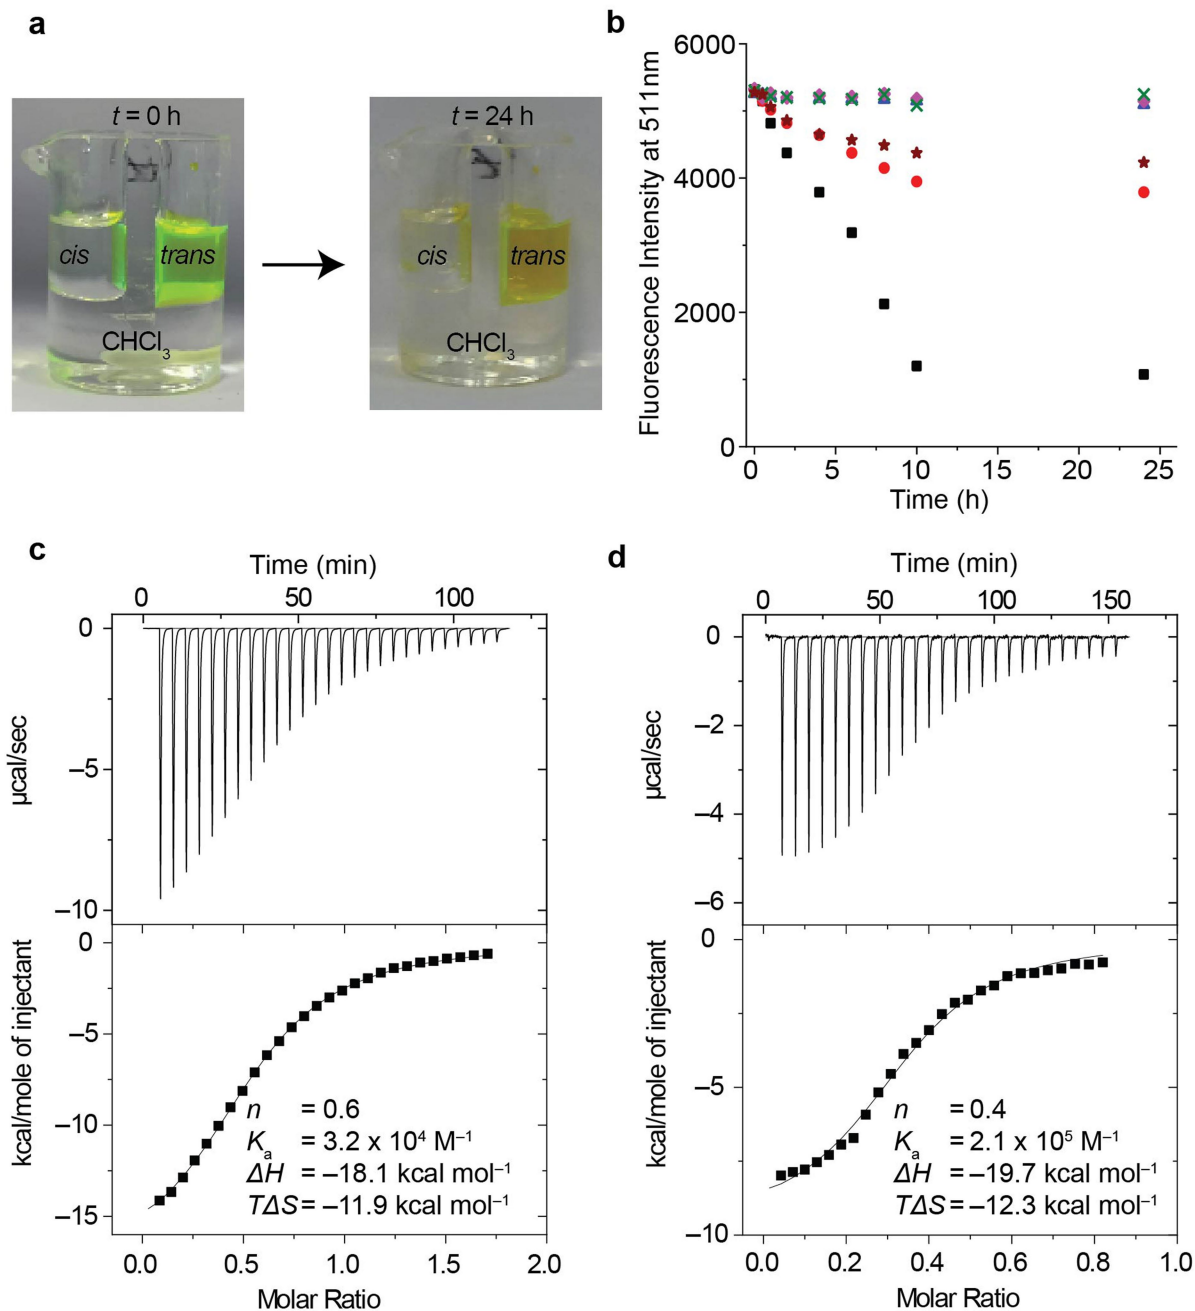 a
t = 0 h
cis
trans
CHCl3
t = 24 h
cis
trans
CHCl3
b
Fluorescence Intensity at 511nm
6000
4000
2000
0
0 5 10 15 20 25
Time (h)
c
Time (min)
0 50 100
0
–5
–10
µcal/sec
0
–5
–10
–15
kcal/mole of injectant
n = 0.6
Ka = 3.2 x 10⁴ M⁻¹
ΔH = –18.1 kcal mol⁻¹
TΔS = –11.9 kcal mol⁻¹
0.0 0.5 1.0 1.5 2.0
Molar Ratio
d
Time (min)
0 50 100 150
0
–2
–4
–6
µcal/sec
0
–5
–10
kcal/mole of injectant
n = 0.4
Ka = 2.1 x 10⁵ M⁻¹
ΔH = –19.7 kcal mol⁻¹
TΔS = –12.3 kcal mol⁻¹
0.0 0.2 0.4 0.6 0.8 1.0
Molar Ratio